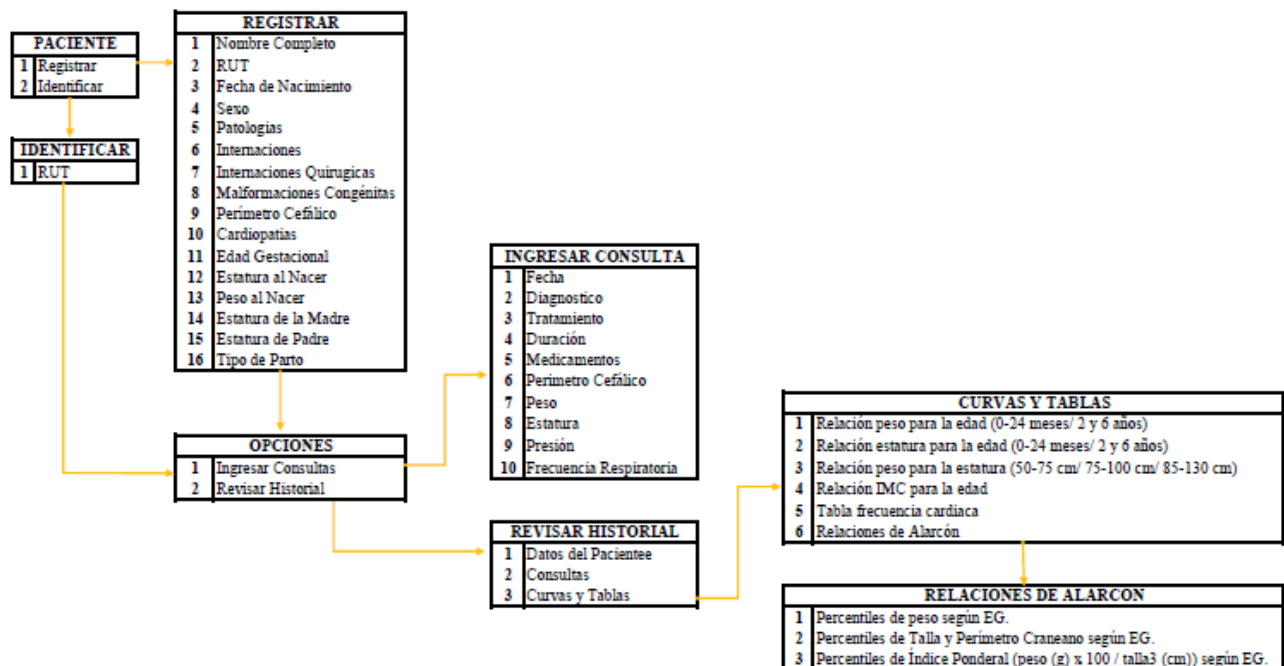 PACIENTE
1 Registrar
2 Identificar
IDENTIFICAR
1 RUT
REGISTRAR
1 Nombre Completo
2 RUT
3 Fecha de Nacimiento
4 Sexo
5 Patologias
6 Internaciones
7 Internaciones Quirugicas
8 Malformaciones Congénitas
9 Perímetro Cefálico
10 Cardiopatias
11 Edad Gestacional
12 Estatura al Nacer
13 Peso al Nacer
14 Estatura de la Madre
15 Estatura de Padre
16 Tipo de Parto
OPCIONES
1 Ingresar Consultas
2 Revisar Historial
INGRESAR CONSULTA
1 Fecha
2 Diagnostico
3 Tratamiento
4 Duración
5 Medicamentos
6 Perimetro Cefálico
7 Peso
8 Estatura
9 Presión
10 Frecuencia Respiratoria
REVISAR HISTORIAL
1 Datos del Pacientee
2 Consultas
3 Curvas y Tablas
CURVAS Y TABLAS
1 Relación peso para la edad (0-24 meses/ 2 y 6 años)
2 Relación estatura para la edad (0-24 meses/ 2 y 6 años)
3 Relación peso para la estatura (50-75 cm/ 75-100 cm/ 85-130 cm)
4 Relación IMC para la edad
5 Tabla frecuencia cardiaca
6 Relaciones de Alarcón
RELACIONES DE ALARCON
1 Percentiles de peso según EG.
2 Percentiles de Talla y Perímetro Craneano según EG.
3 Percentiles de Índice Ponderal (peso (g) x 100 / talla3 (cm)) según EG.